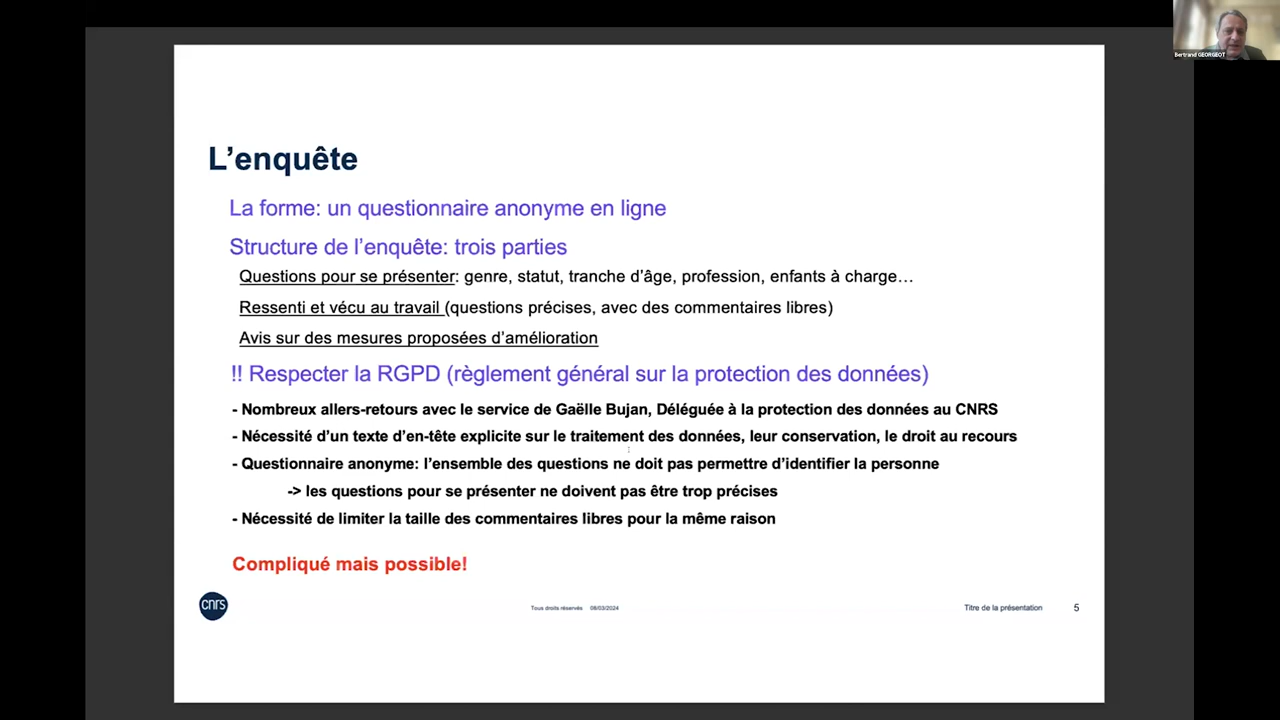 Bertrand GEORGEOT
L’enquête
La forme: un questionnaire anonyme en ligne
Structure de l’enquête: trois parties
Questions pour se présenter: genre, statut, tranche d’âge, profession, enfants à charge…
Ressenti et vécu au travail (questions précises, avec des commentaires libres)
Avis sur des mesures proposées d’amélioration
!! Respecter la RGPD (règlement général sur la protection des données)
- Nombreux allers-retours avec le service de Gaëlle Bujan, Déléguée à la protection des données au CNRS
- Nécessité d’un texte d’en-tête explicite sur le traitement des données, leur conservation, le droit au recours
- Questionnaire anonyme: l’ensemble des questions ne doit pas permettre d’identifier la personne
-> les questions pour se présenter ne doivent pas être trop précises
- Nécessité de limiter la taille des commentaires libres pour la même raison
Compliqué mais possible!
cnrs
Tous droits réservés 08/03/2024
Titre de la présentation 5